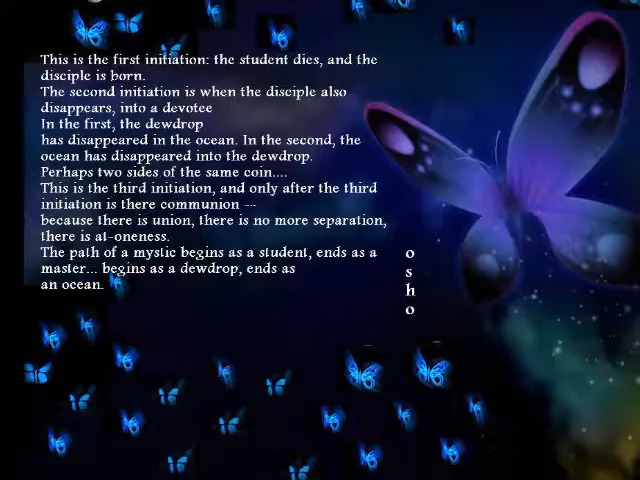 This is the first initiation: the student dies, and the
disciple is born.
The second initiation is when the disciple also
disappears, into a devotee
In the first, the dewdrop
has disappeared in the ocean. In the second, the
ocean has disappeared into the dewdrop.
Perhaps two sides of the same coin....
This is the third initiation, and only after the third
initiation is there communion --
because there is union, there is no more separation,
there is at-oneness.
The path of a mystic begins as a student, ends as a
master... begins as a dewdrop, ends as
an ocean.
o
s
h
o